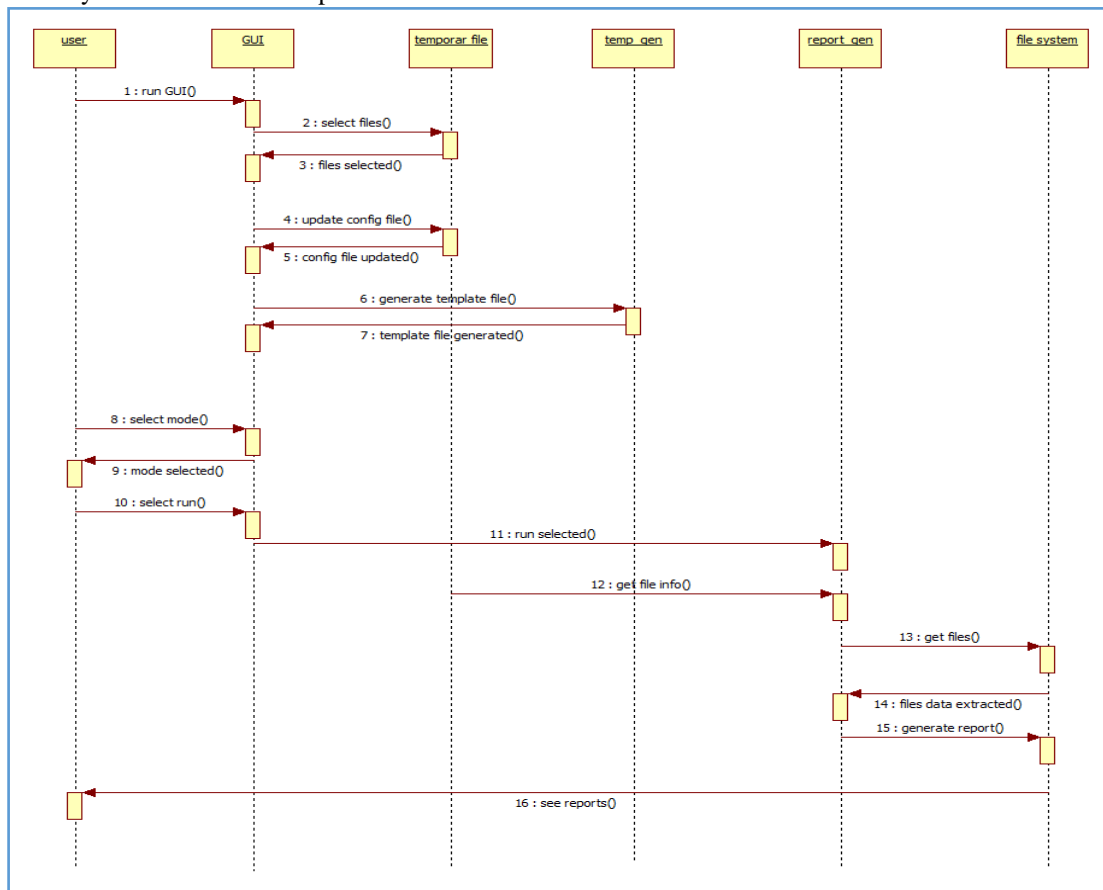 user
GUI
temporar file
temp_gen
report_gen
file system
1 : run GUI()
2 : select files()
3 : files selected()
4 : update config file()
5 : config file updated()
6 : generate template file()
7 : template file generated()
8 : select mode()
9 : mode selected()
10 : select run()
11 : run selected()
12 : get file info()
13 : get files()
14 : files data extracted()
15 : generate report()
16 : see reports()